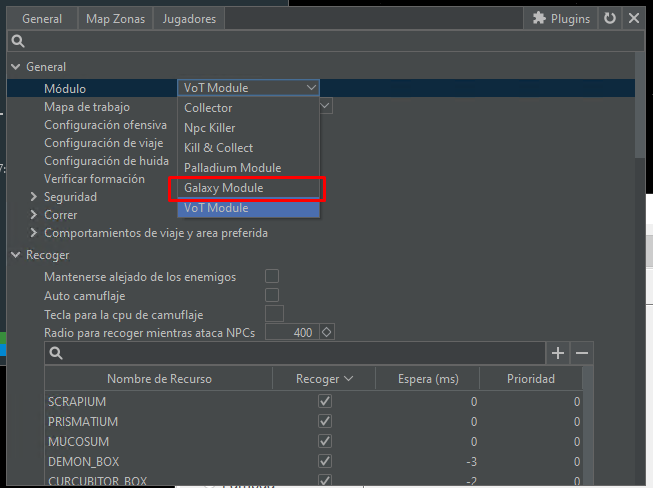 General Map Zonas Jugadores Plugins
General
Módulo VoT Module
Mapa de trabajo
Collector
Configuración ofensiva
Npc Killer
Configuración de viaje
Kill & Collect
Configuración de huida
Palladium Module
Verificar formación
Galaxy Module
Seguridad
VoT Module
Correr
Comportamientos de viaje y area preferida
Recoger
Mantenerse alejado de los enemigos
Auto camuflaje
Tecla para la cpu de camuflaje
Radio para recoger mientras ataca NPCs 400
Nombre de Recurso Recoger Espera (ms) Prioridad
SCRAPIUM 0 0
PRISMATIUM 0 0
MUCOSUM 0 0
DEMON_BOX -3 0
CURCUBITOR_BOX -2 0
7: